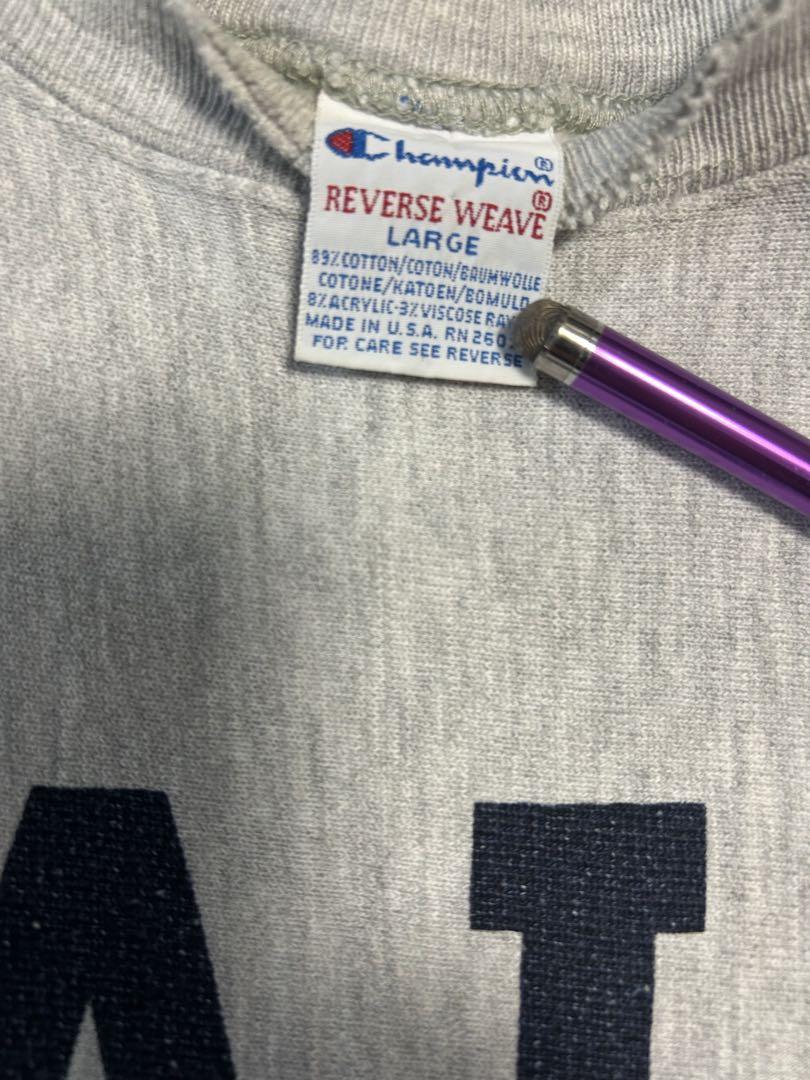 Champion®
REVERSE WEAVE®
LARGE
89% COTTON/COTON/BAUMWOLLE
COTONE/KATOEN/BOMULD
8% ACRYLIC-3% VISCOSE
MADE IN U.S.A. RN
FOR CARE SEE REVERSE
A